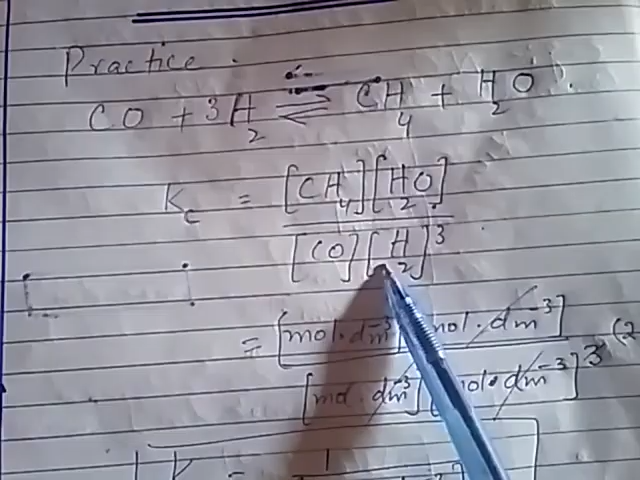 Practice.
CO + 3H₂ ⇌ CH₄ + H₂O.
Kc = [CH₄][H₂O]
[CO][H₂]³
= [mol·dm⁻³] mol·dm⁻³]
[mol·dm⁻³] mol·dm⁻³]³
= 1